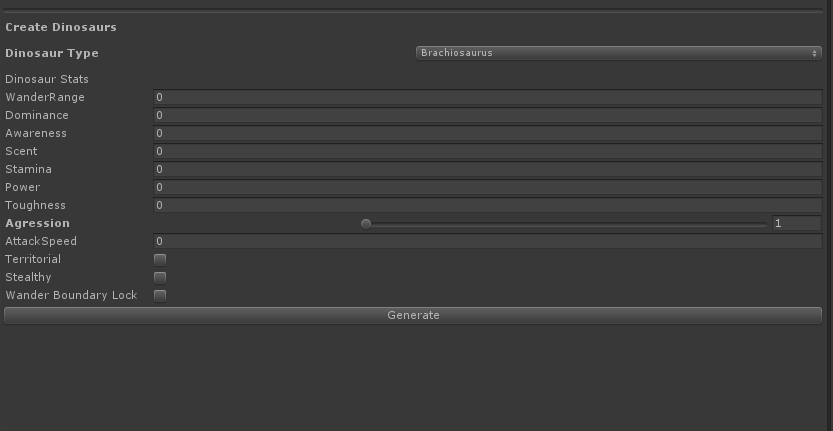 Create Dinosaurs
Dinosaur Type Brachiosaurus
Dinosaur Stats
WanderRange 0
Dominance 0
Awareness 0
Scent 0
Stamina 0
Power 0
Toughness 0
Agression 1
AttackSpeed 0
Territorial
Stealthy
Wander Boundary Lock
Generate